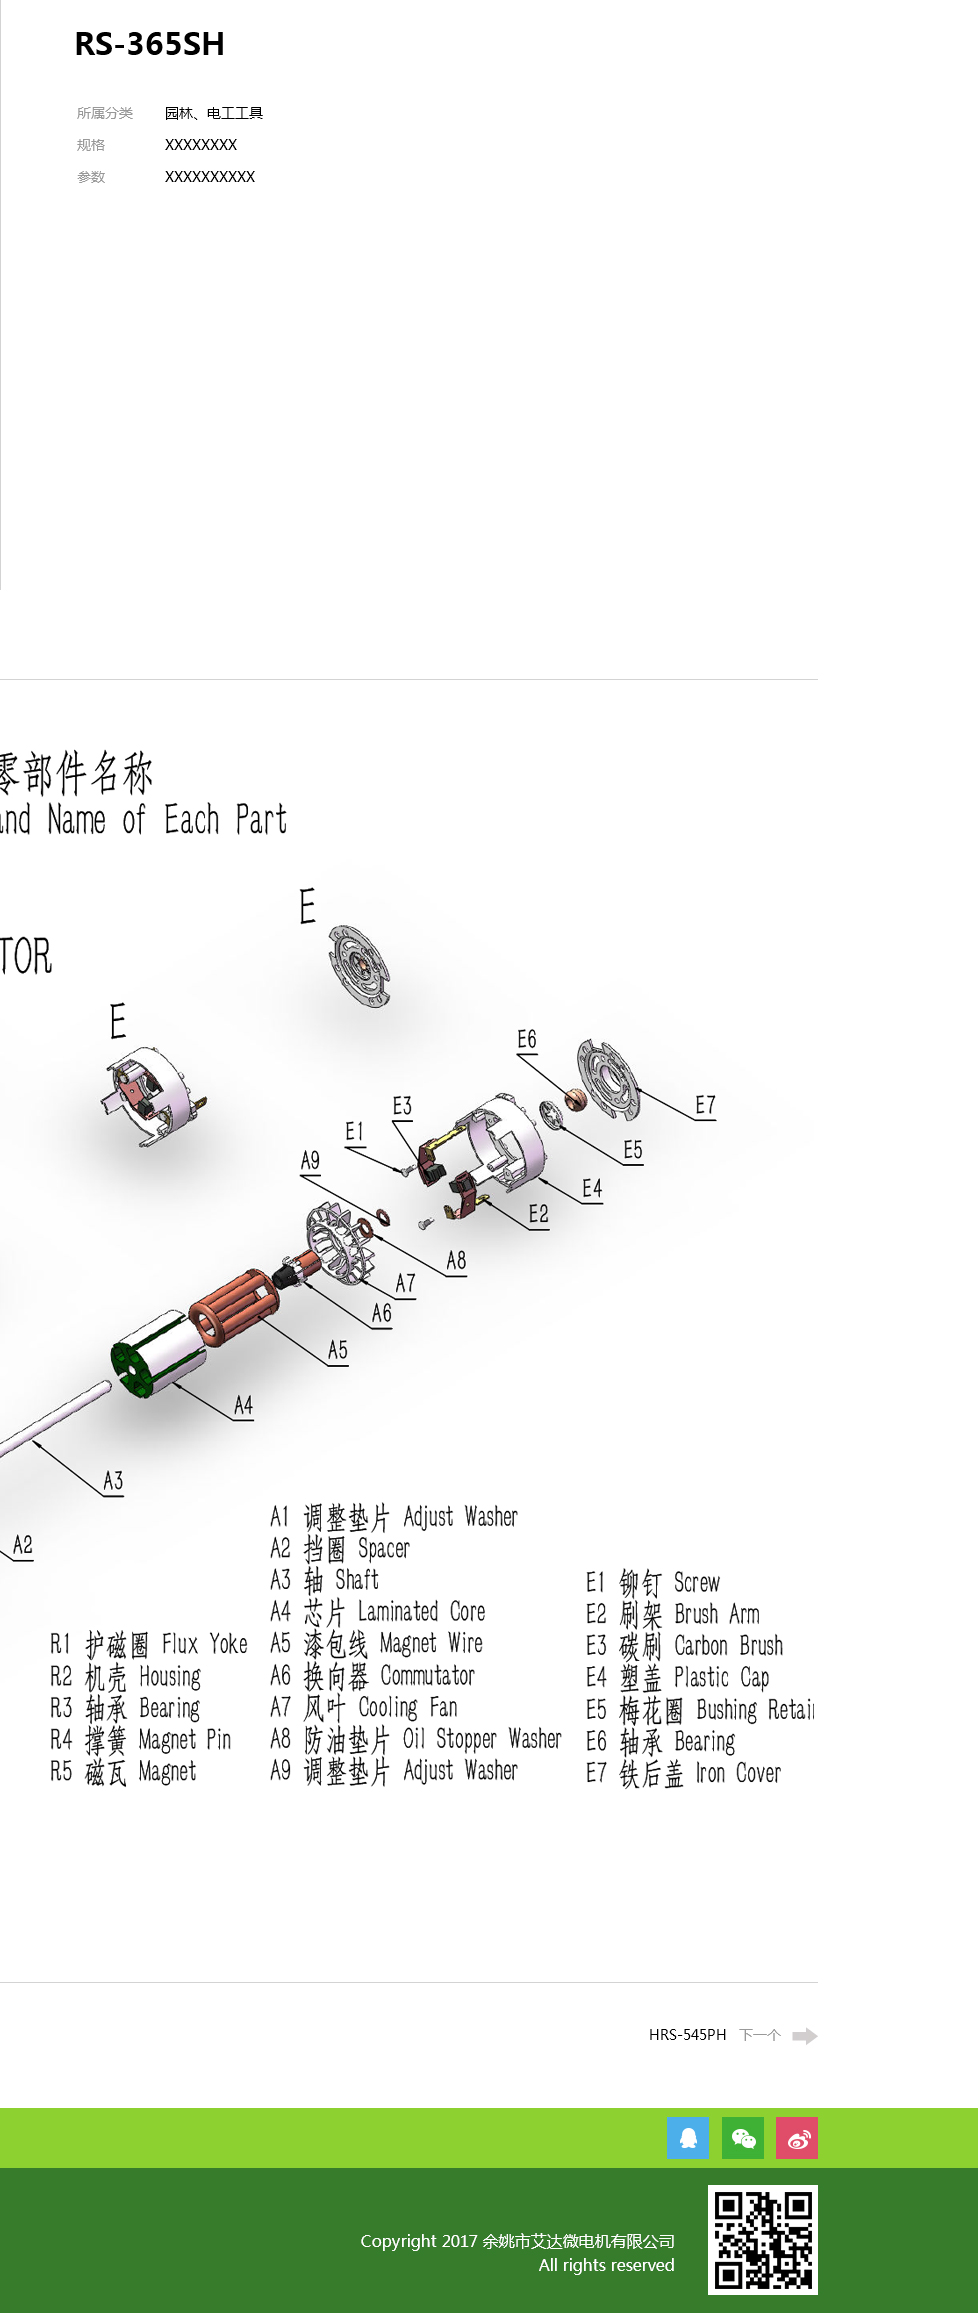 RS-365SH
所属分类 园林、电工工具
规格 XXXXXXXX
参数 XXXXXXXXXX
零部件名称
and Name of Each Part
E
TOR
E
E6
E7
E3
E1
E5
A9
E4
E2
A8
A7
A6
A5
A4
A3
A2
A1 调整垫片 Adjust Washer
A2 挡圈 Spacer
A3 轴 Shaft
A4 芯片 Laminated Core
A5 漆包线 Magnet Wire
A6 换向器 Commutator
A7 风叶 Cooling Fan
A8 防油垫片 Oil Stopper Washer
A9 调整垫片 Adjust Washer
E1 铆钉 Screw
E2 刷架 Brush Arm
E3 碳刷 Carbon Brush
E4 塑盖 Plastic Cap
E5 梅花圈 Bushing Retai
E6 轴承 Bearing
E7 铁后盖 Iron Cover
R1 护磁圈 Flux Yoke
R2 机壳 Housing
R3 轴承 Bearing
R4 撑簧 Magnet Pin
R5 磁瓦 Magnet
HRS-545PH 下一个
Copyright 2017 余姚市艾达微电机有限公司
All rights reserved